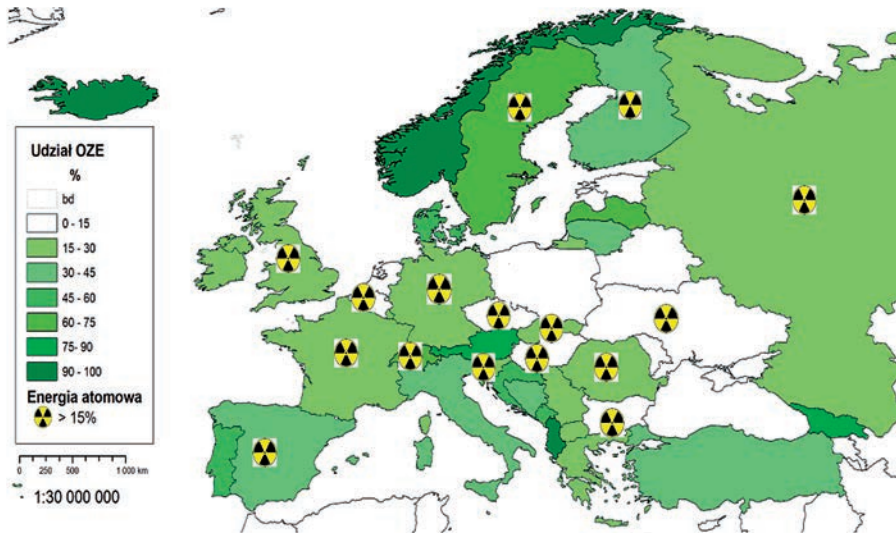 Udział OZE
%
bd
0 - 15
15 - 30
30 - 45
45 - 60
60 - 75
75 - 90
90 - 100
Energia atomowa
> 15%
0 250 500 1 000 km
1:30 000 000